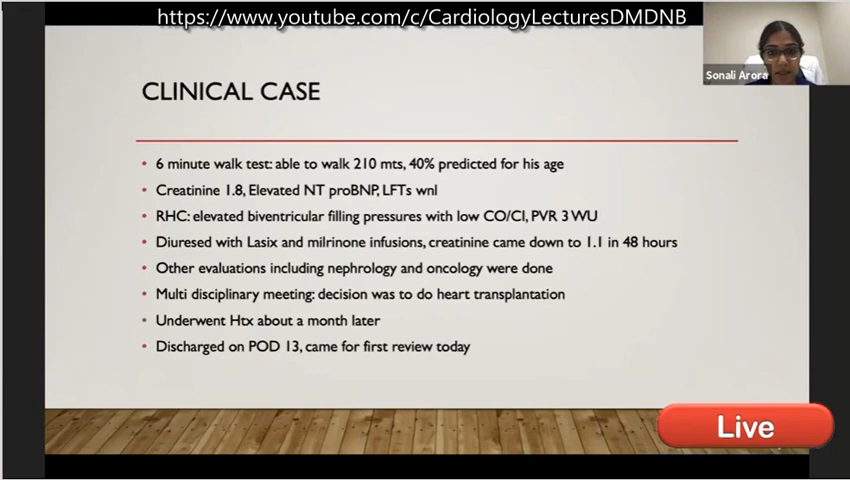 https://www.youtube.com/c/CardiologyLecturesDMDNB
Sonali Arora
CLINICAL CASE
• 6 minute walk test: able to walk 210 mts, 40% predicted for his age
• Creatinine 1.8, Elevated NT proBNP, LFTs wnl
• RHC: elevated biventricular filling pressures with low CO/CI, PVR 3 WU
• Diuresed with Lasix and milrinone infusions, creatinine came down to 1.1 in 48 hours
• Other evaluations including nephrology and oncology were done
• Multi disciplinary meeting: decision was to do heart transplantation
• Underwent Htx about a month later
• Discharged on POD 13, came for first review today
Live